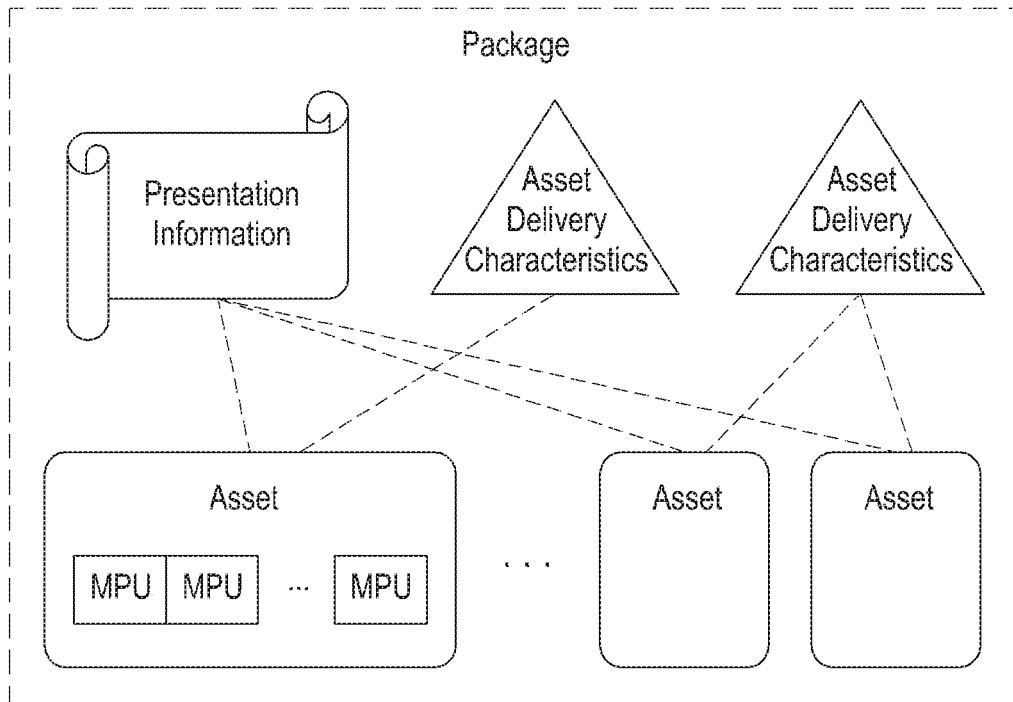 Package
Presentation
Information
Asset
Delivery
Characteristics
Asset
Delivery
Characteristics
Asset
MPU MPU ... MPU
. . .
Asset
Asset